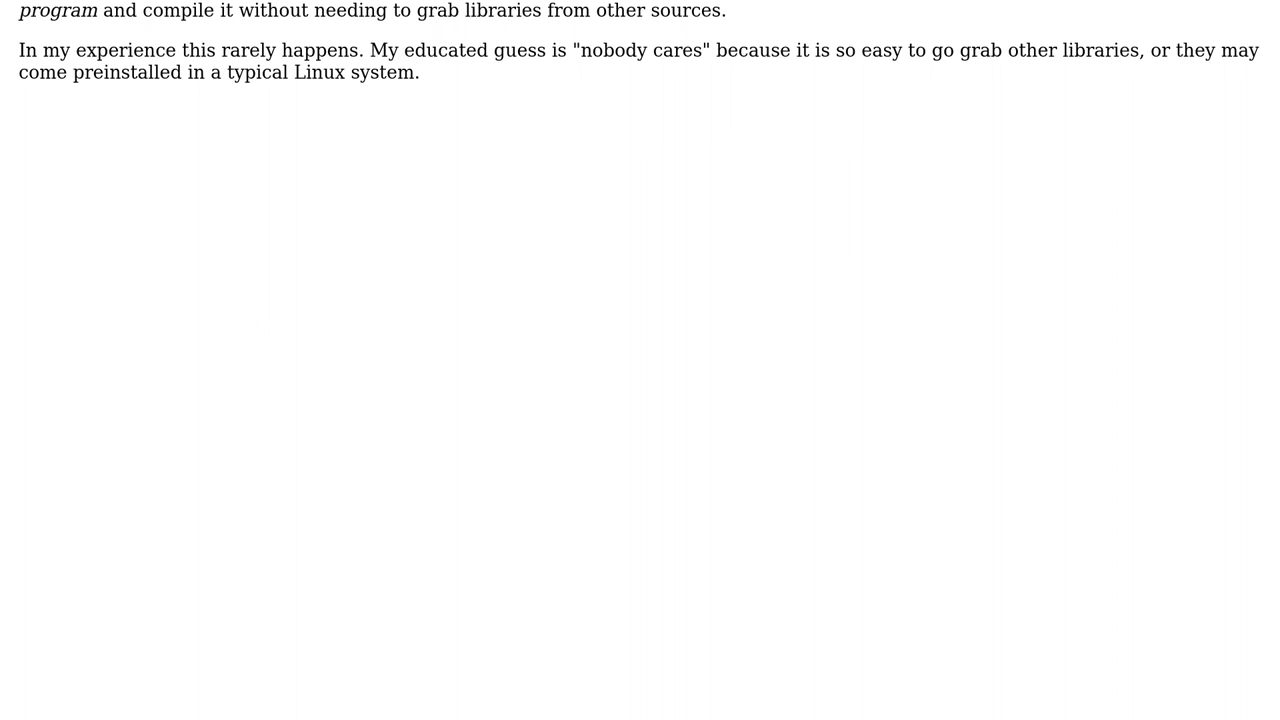 program and compile it without needing to grab libraries from other sources.
In my experience this rarely happens. My educated guess is "nobody cares" because it is so easy to go grab other libraries, or they may
come preinstalled in a typical Linux system.